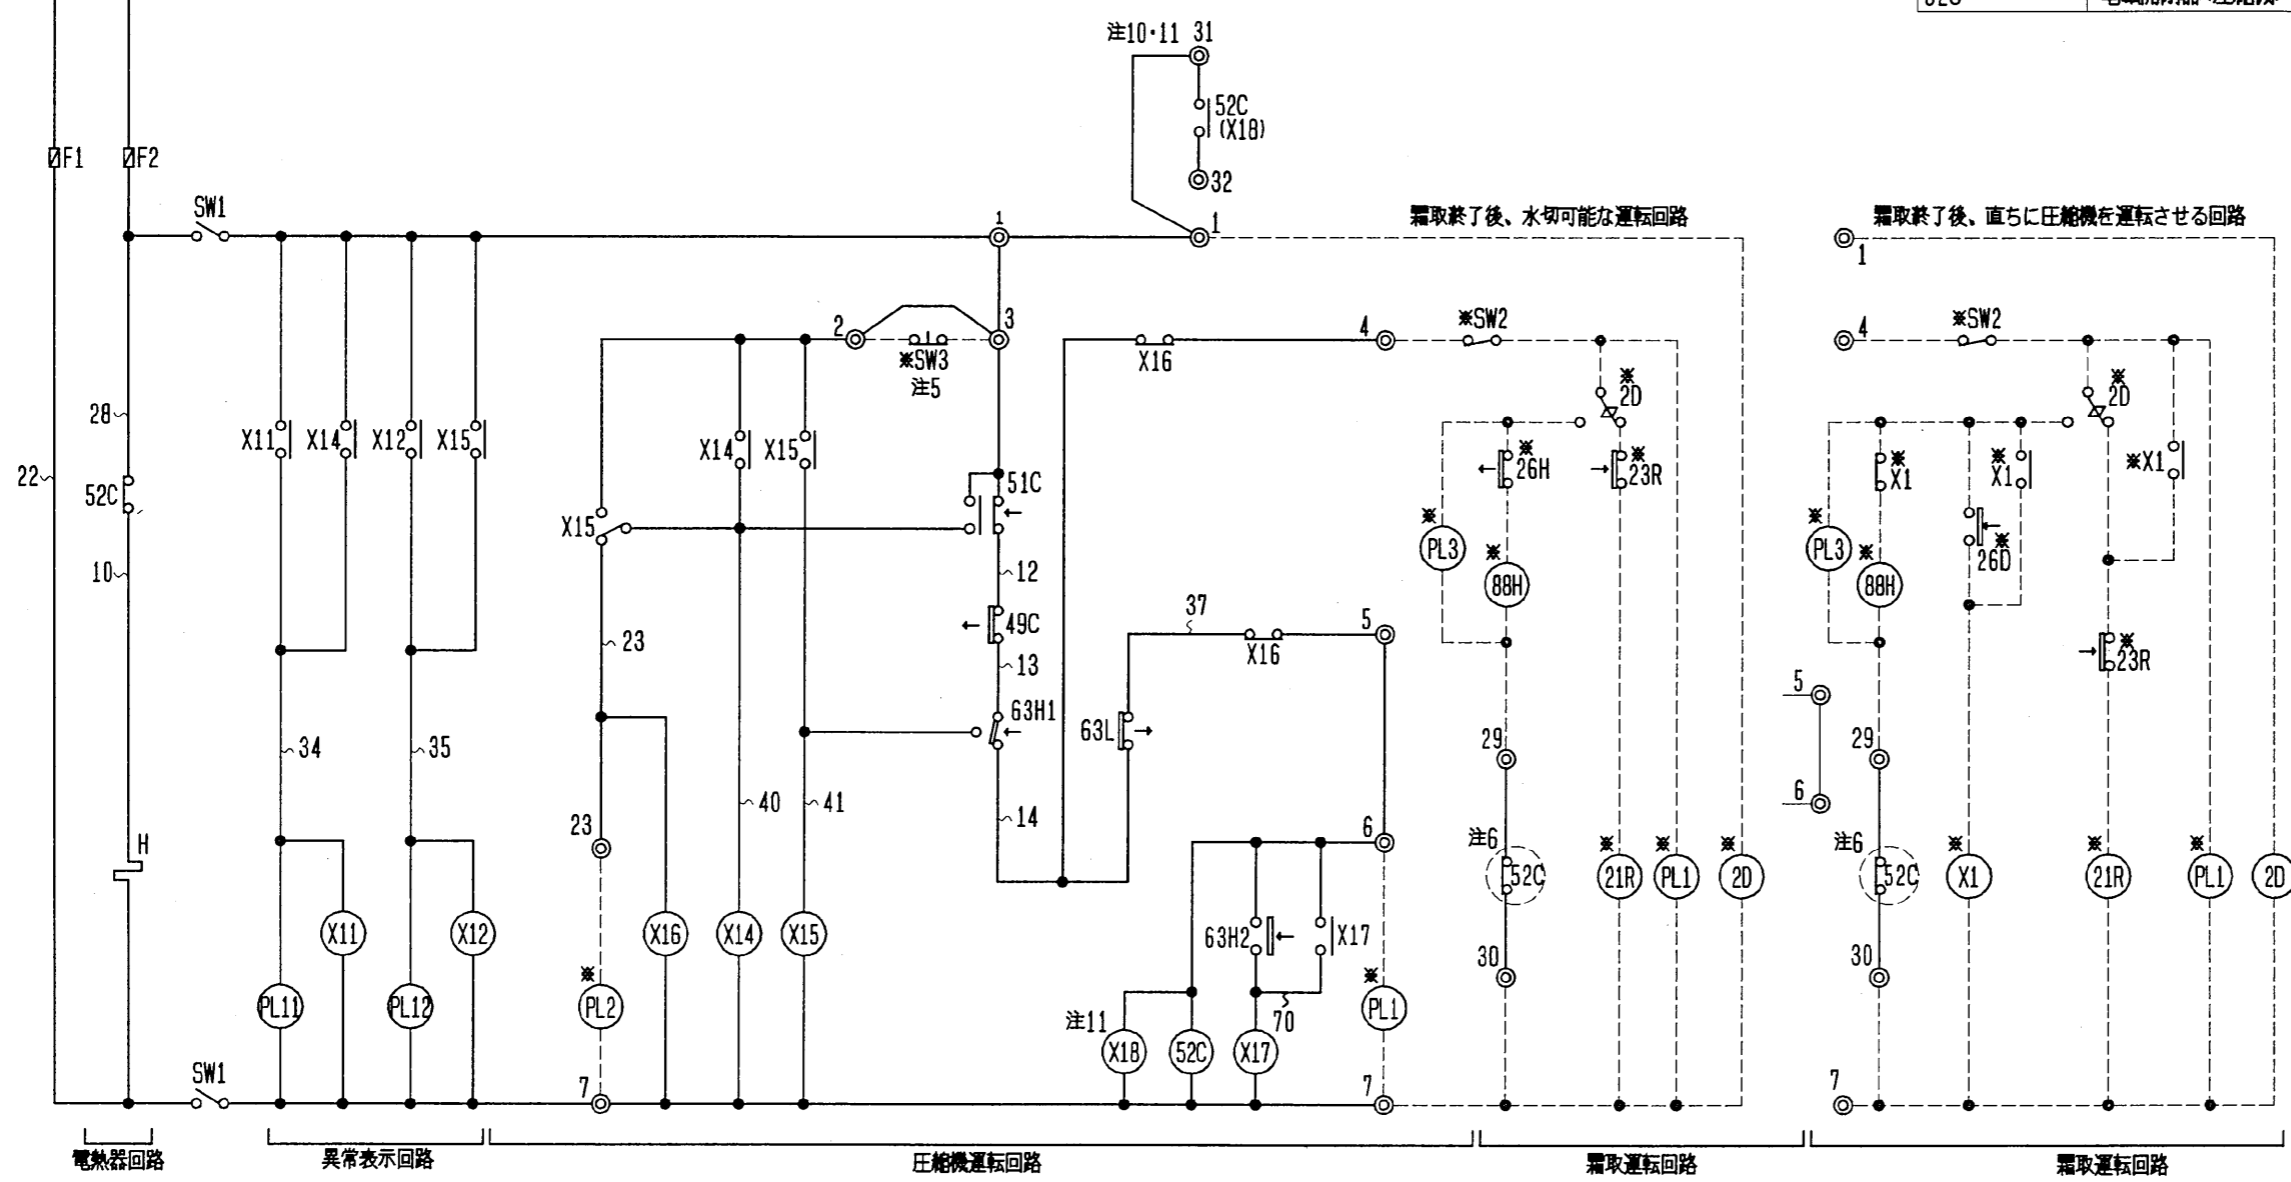 注10・11 31
52C
(X18)
32
F1
F2
SW1
1
1
霜取終了後、水切可能な運転回路
霜取終了後、直ちに圧縮機を運転させる回路
1
2
3
※SW3
注5
X16
4
※SW2
4
※SW2
※
2D
※
2D
28
22
52C
10
X11
X14
X12
X15
X14
X15
51C
※
26H
※
23R
※
X1
※
X1
※X1
X15
12
※
PL3
※
88H
※
PL3
※
88H
※
26D
23
49C
13
37
X16
5
※
23R
63H1
63L
5
34
35
40
41
14
29
29
6
H
23
6
注6
52C
※
21R
※
PL1
※
2D
注6
52C
※
X1
※
21R
※
PL1
2D
X11
X12
X16
X14
X15
63H2
X17
30
30
PL11
PL12
※
PL2
注11
X18
52C
X17
70
※
PL1
SW1
7
7
7
電熱器回路
異常表示回路
圧縮機運転回路
霜取運転回路
霜取運転回路